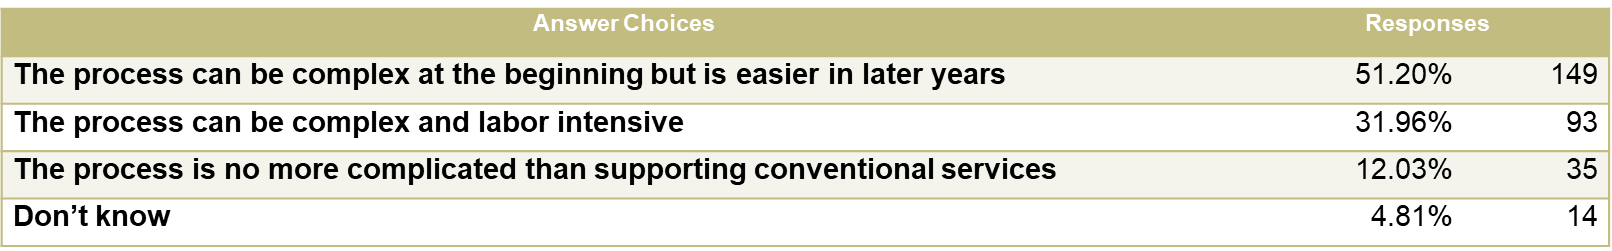 Answer Choices Responses
The process can be complex at the beginning but is easier in later years 51.20% 149
The process can be complex and labor intensive 31.96% 93
The process is no more complicated than supporting conventional services 12.03% 35
Don’t know 4.81% 14